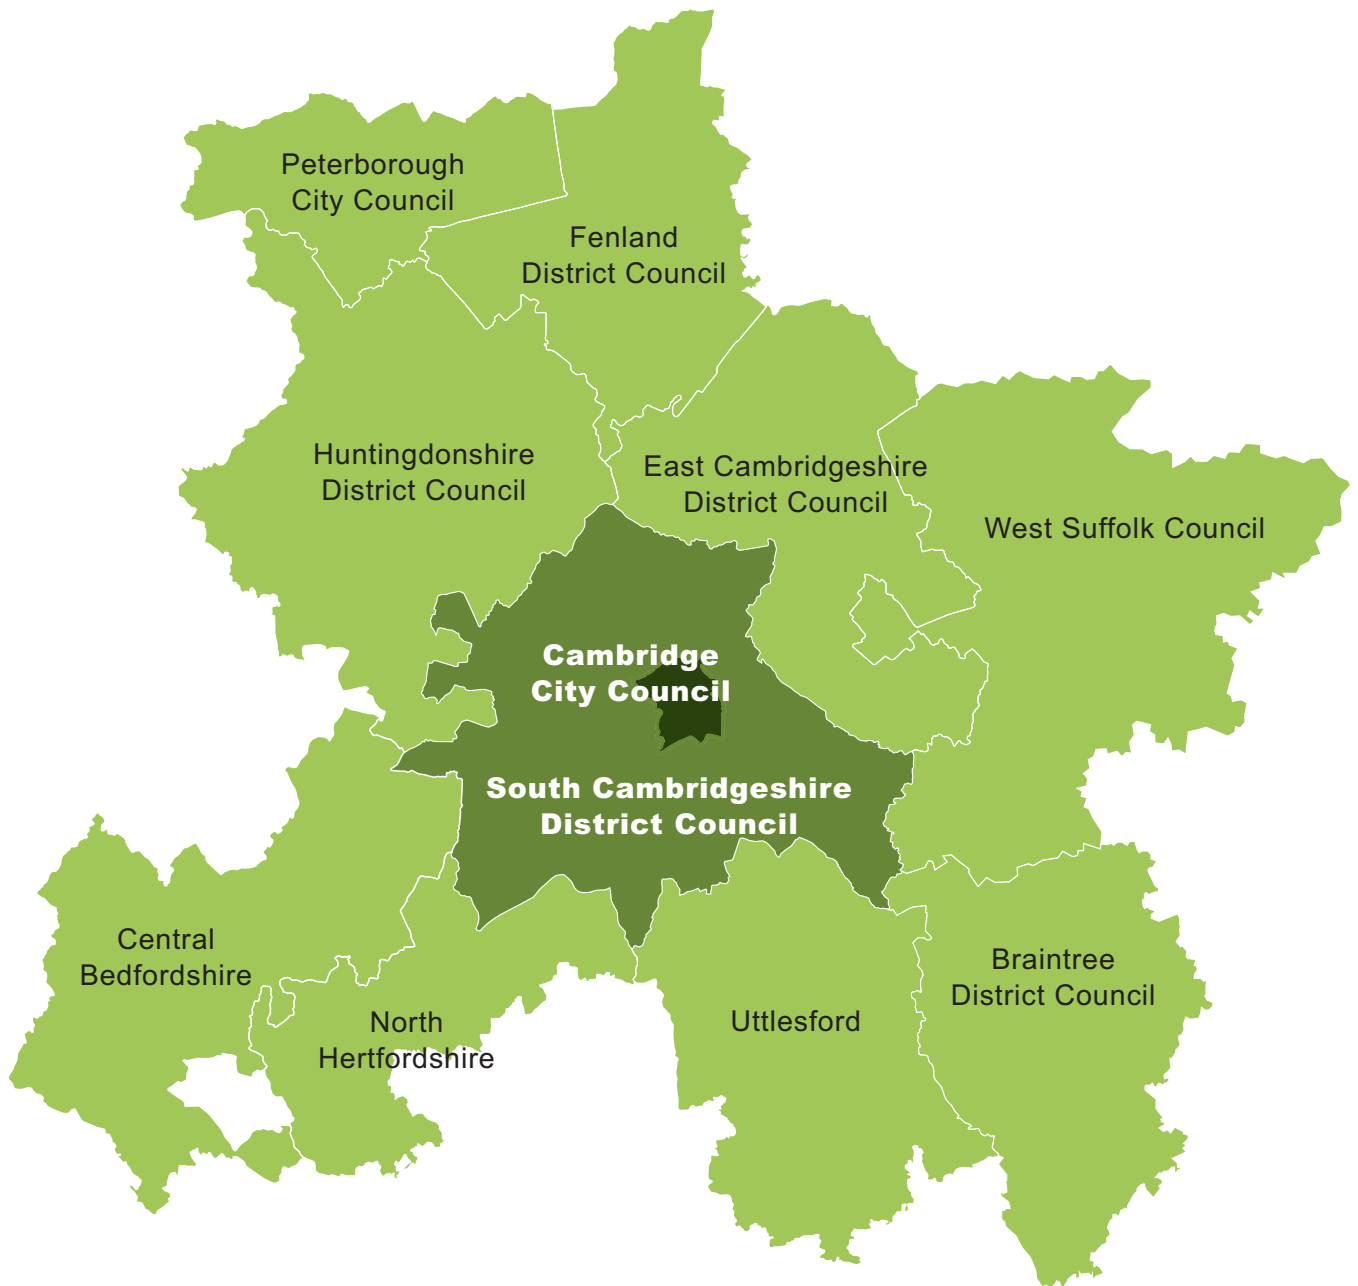 Peterborough
City Council
Fenland
District Council
Huntingdonshire
District Council
East Cambridgeshire
District Council
West Suffolk Council
Cambridge
City Council
South Cambridgeshire
District Council
Central
Bedfordshire
North
Hertfordshire
Uttlesford
Braintree
District Council